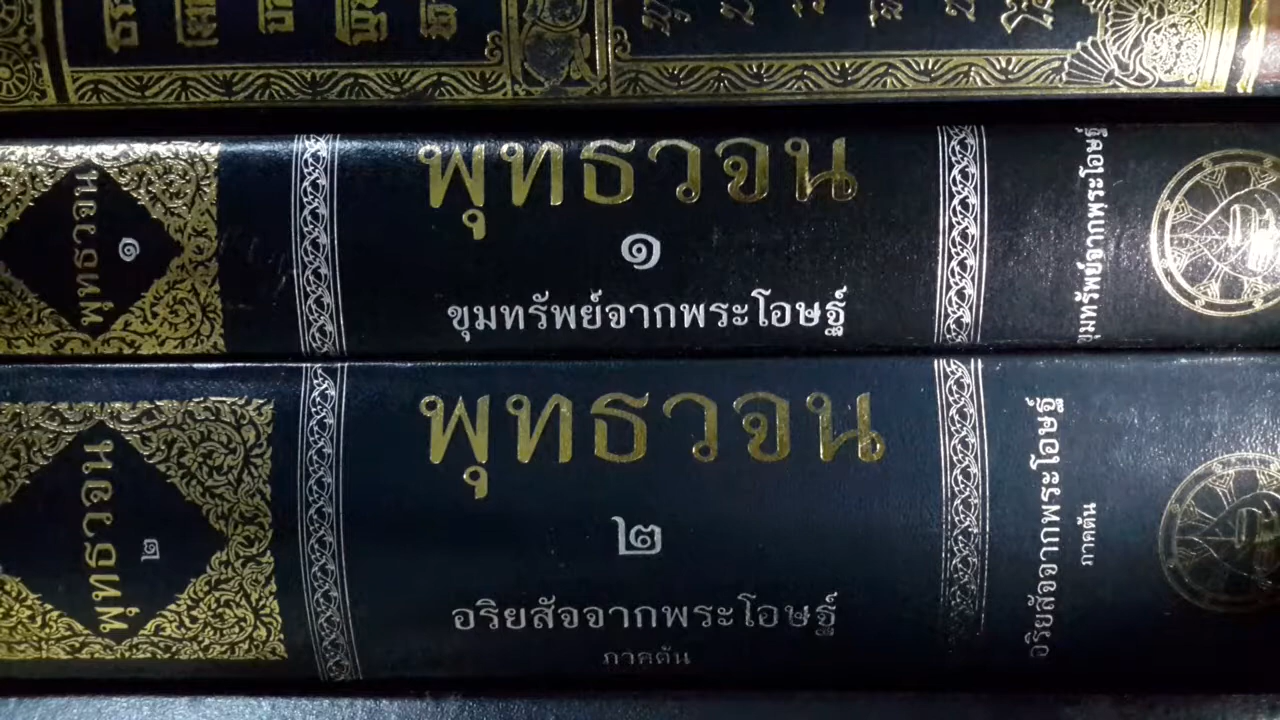 พุทธวจน
๑
พุทธวจน
๑
ขุมทรัพย์จากพระโอษฐ์
ขุมทรัพย์จากพระโอษฐ์
พุทธวจน
๒
พุทธวจน
๒
อริยสัจจากพระโอษฐ์
ภาคต้น
อริยสัจจากพระโอษฐ์
ภาคต้น